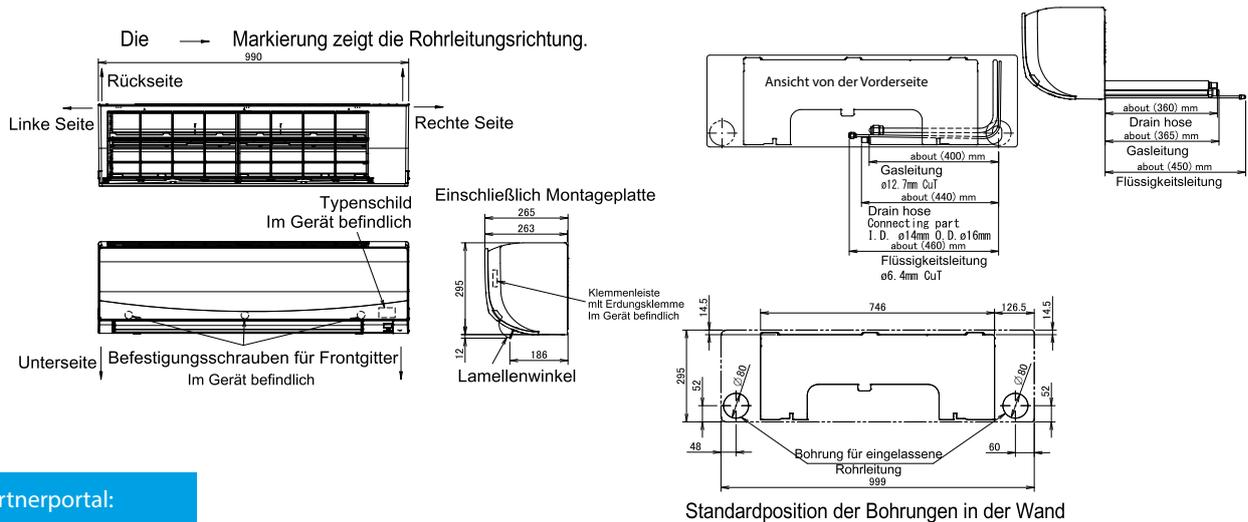 Die → Markierung zeigt die Rohrleitungsrichtung.
990
Rückseite
Linke Seite
Rechte Seite
Typenschild
Im Gerät befindlich
Unterseite
Befestigungsschrauben für Frontgitter
Im Gerät befindlich
Einschließlich Montageplatte
265
263
295
12
186
Klemmenleiste
mit Erdungsklemme
Im Gerät befindlich
Lamellenwinkel
Ansicht von der Vorderseite
about (400) mm
Gasleitung
ø12.7mm CuT
about (440) mm
Drain hose
Connecting part
I.D. ø14mm O.D. ø16mm
about (460) mm
Flüssigkeitsleitung
ø6.4mm CuT
about (360) mm
Drain hose
about (365) mm
Gasleitung
about (450) mm
Flüssigkeitsleitung
14.5
746
126.5
14.5
295
52
Ø80
Ø80
52
48
60
Bohrung für eingelassene
Rohrleitung
999
Standardposition der Bohrungen in der Wand
rtnerportal: